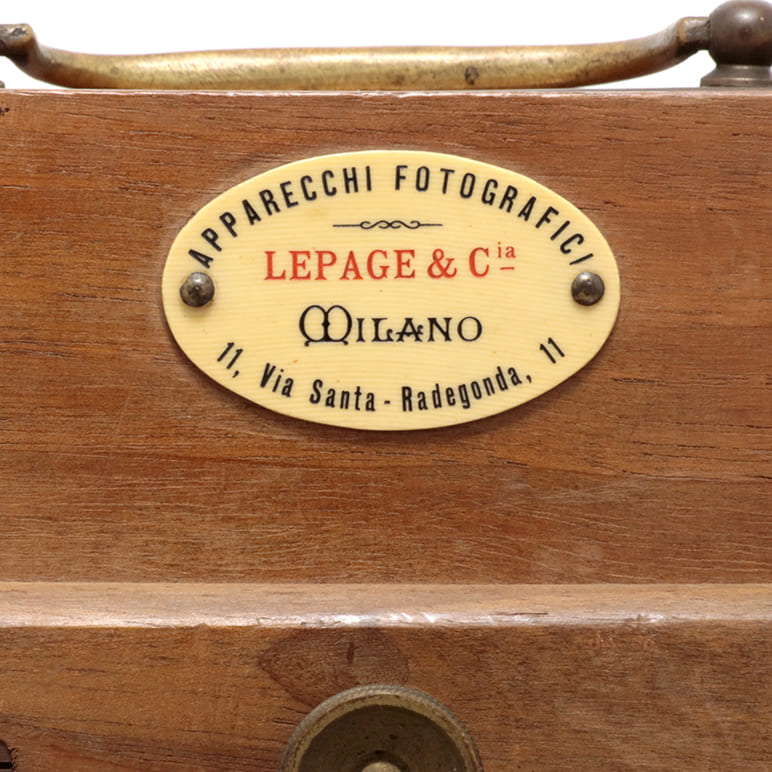 APPARECCHI FOTOGRAFICI
LEPAGE & Cia
MILANO
11, Via Santa-Radegonda, 11